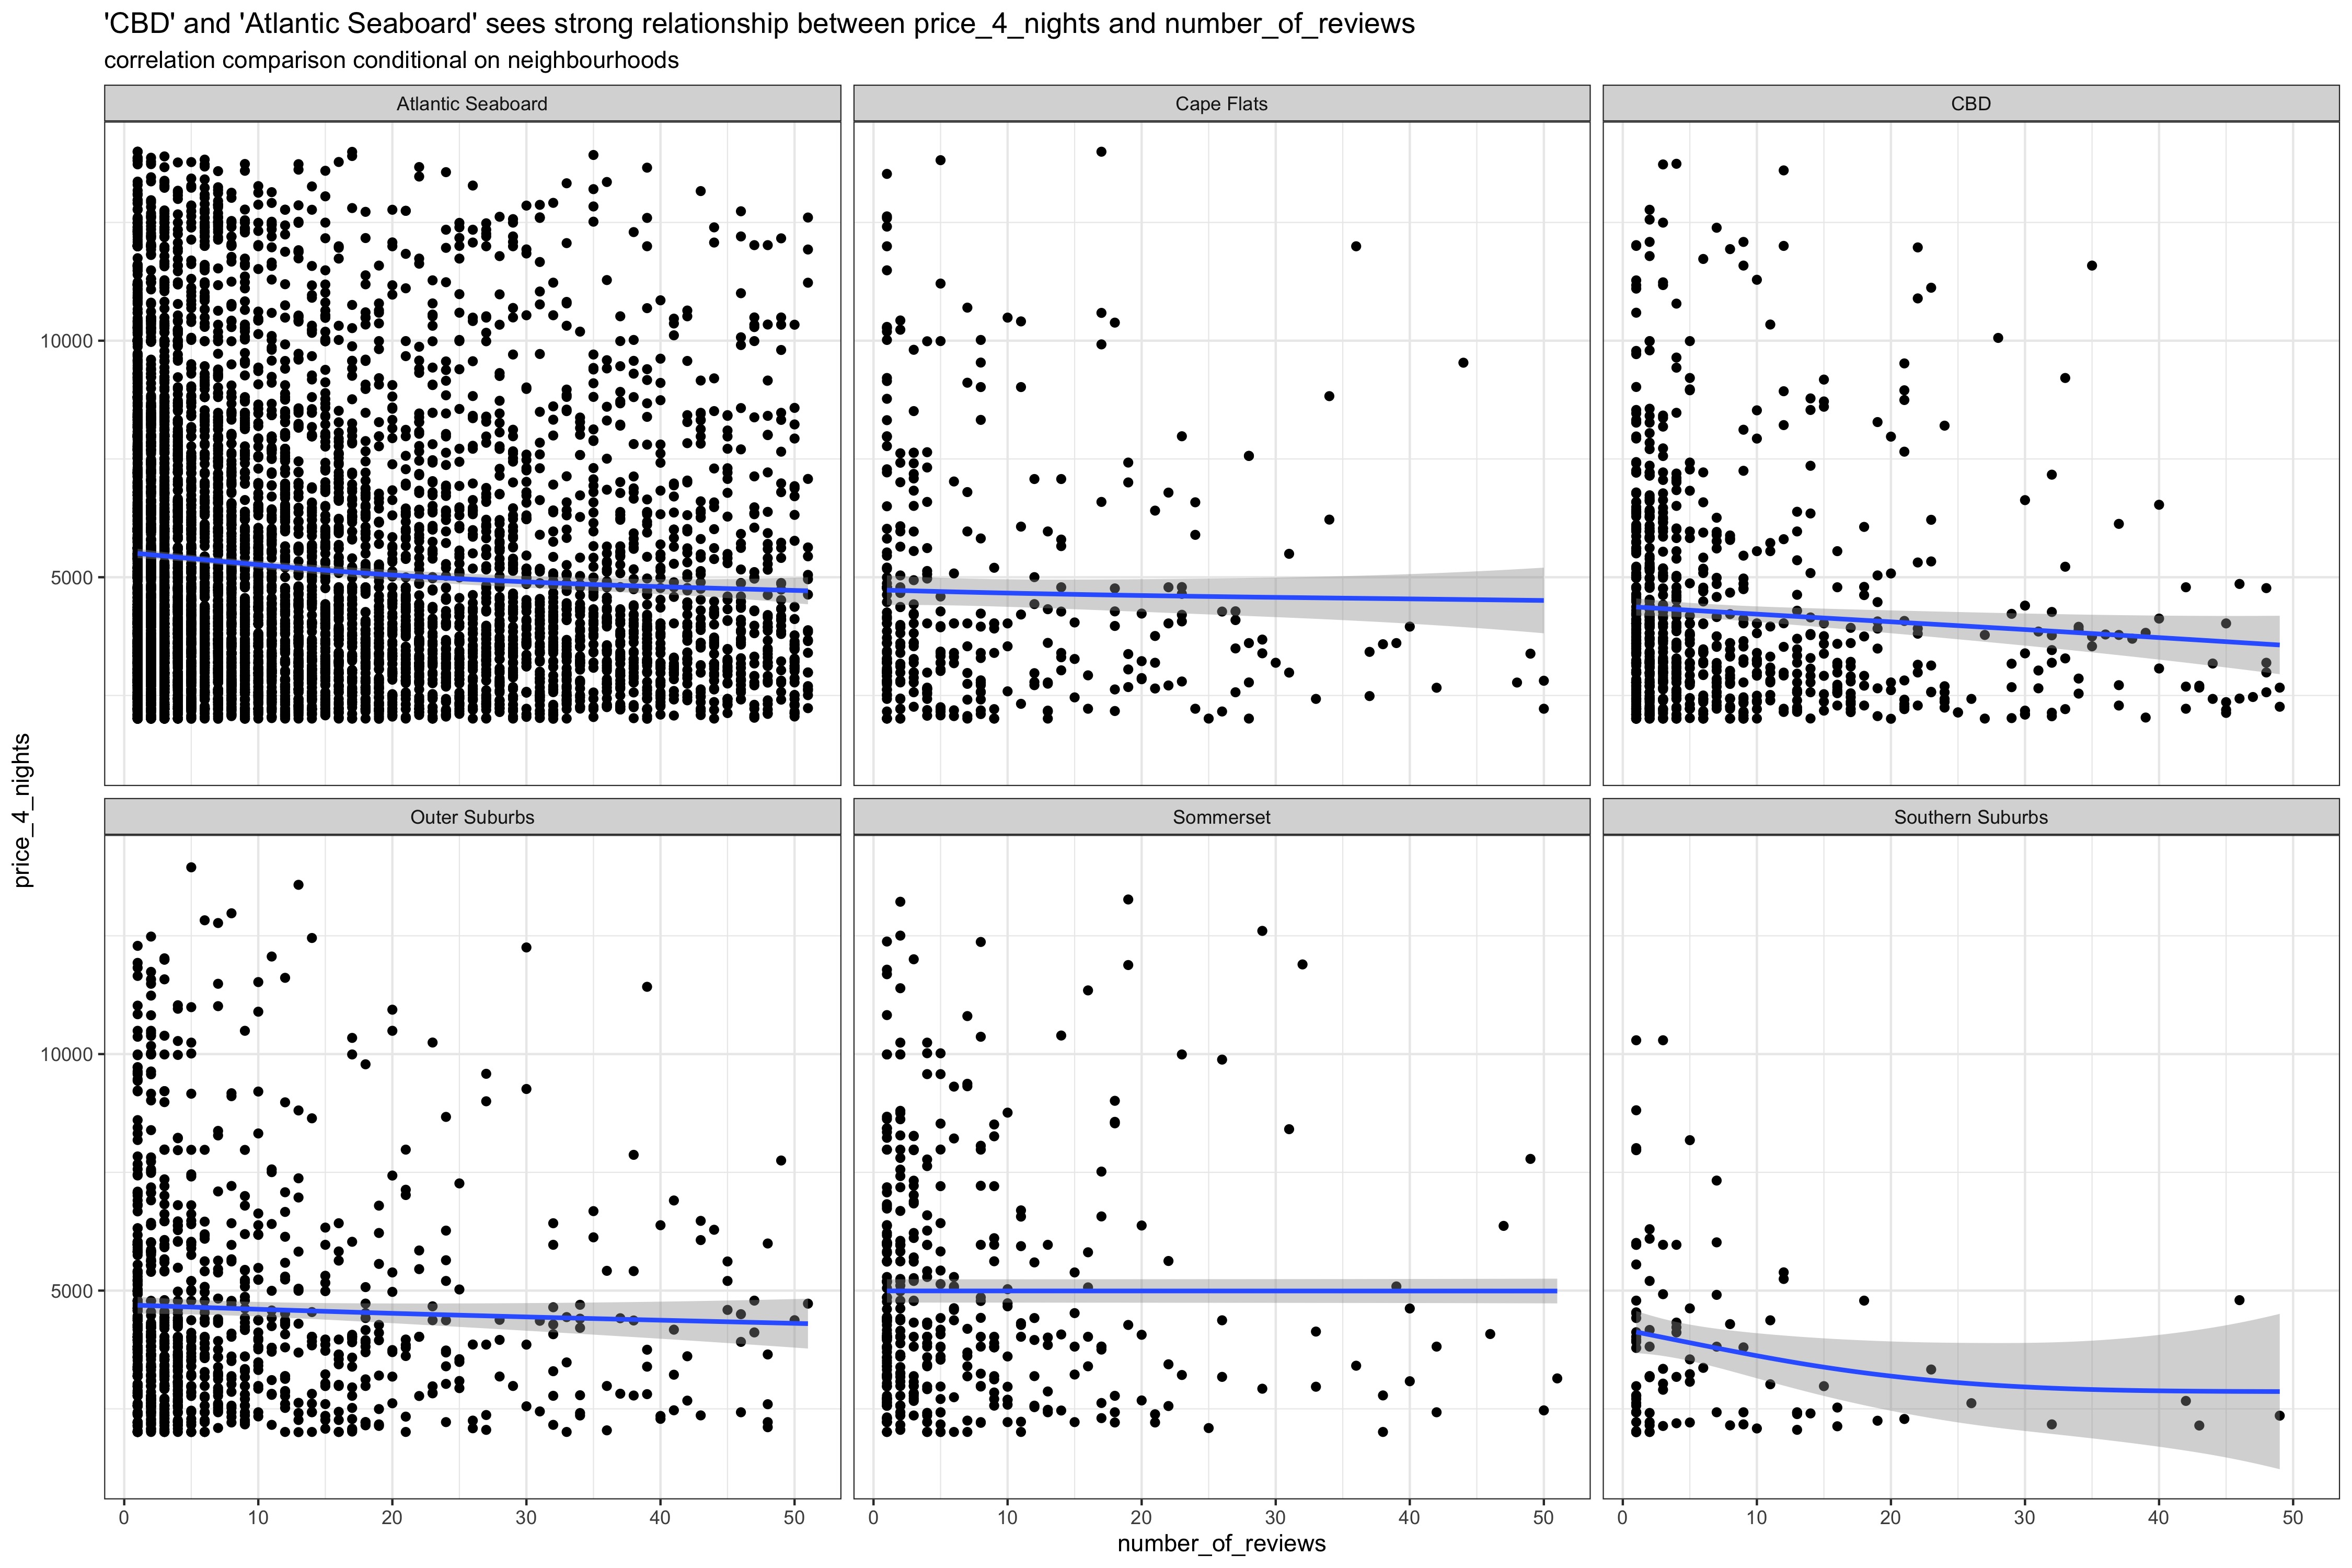 'CBD' and 'Atlantic Seaboard' sees strong relationship between price_4_nights and number_of_reviews
correlation comparison conditional on neighbourhoods
Atlantic Seaboard
Cape Flats
CBD
10000
5000
price_4_nights
Outer Suburbs
Sommerset
Southern Suburbs
10000
5000
0 10 20 30 40 50
0 10 20 30 40 50
0 10 20 30 40 50
number_of_reviews